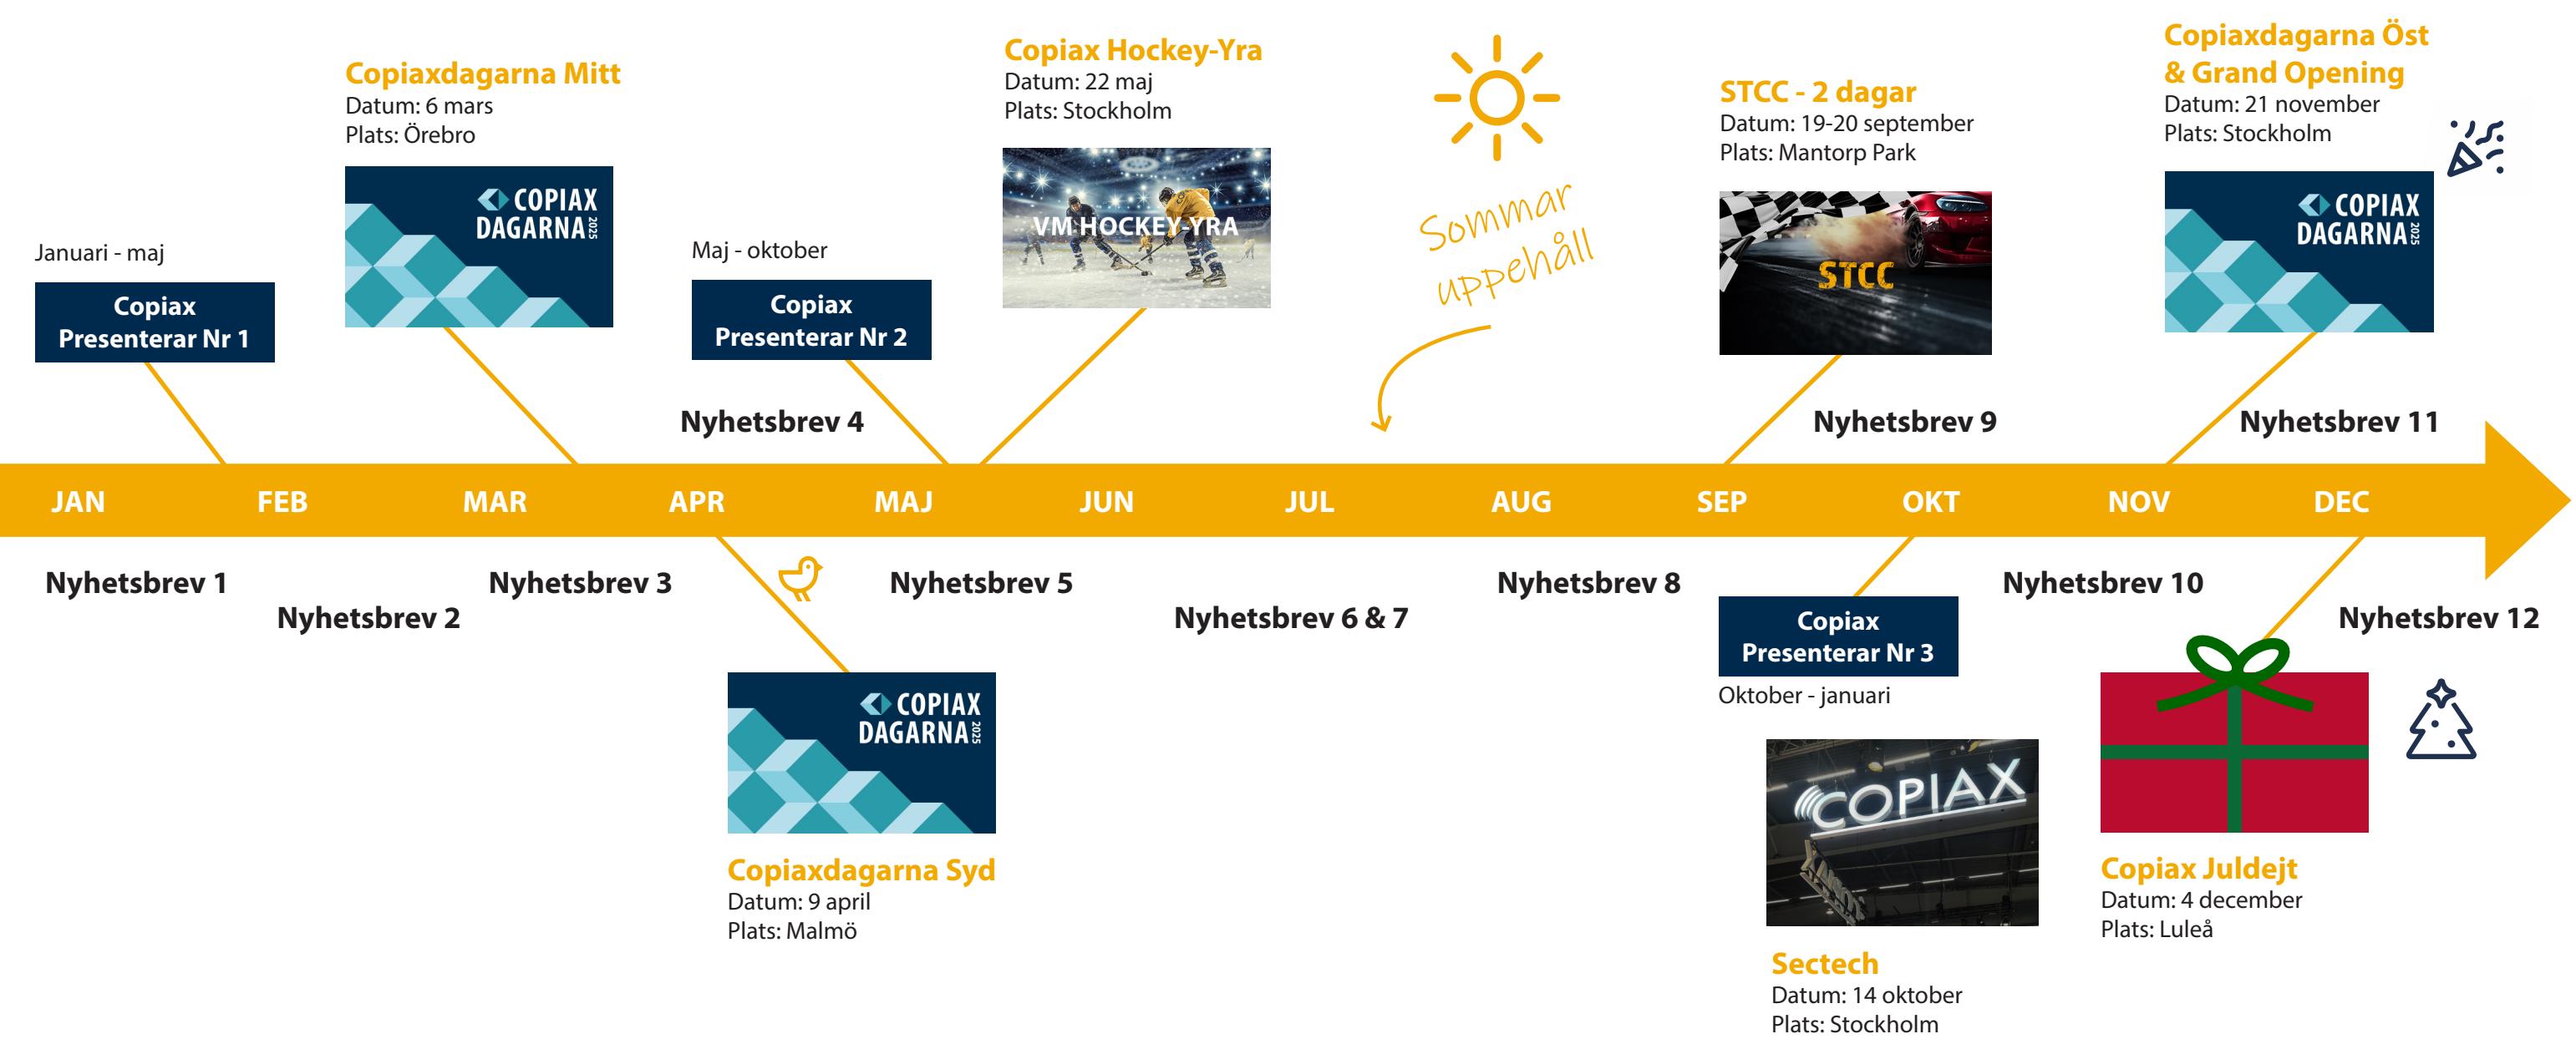 Januari - maj
Copiax
Presenterar Nr 1
Copiaxdagarna Mitt
Datum: 6 mars
Plats: Örebro
COPIAX
DAGARNA 2025
Maj - oktober
Copiax
Presenterar Nr 2
Nyhetsbrev 4
Copiax Hockey-Yra
Datum: 22 maj
Plats: Stockholm
VM HOCKEY-YRA
Sommar
uppehåll
STCC - 2 dagar
Datum: 19-20 september
Plats: Mantorp Park
STCC
Nyhetsbrev 9
Copiaxdagarna Öst
& Grand Opening
Datum: 21 november
Plats: Stockholm
COPIAX
DAGARNA 2025
Nyhetsbrev 11
JAN FEB MAR APR MAJ JUN JUL AUG SEP OKT NOV DEC
Nyhetsbrev 1
Nyhetsbrev 2
Nyhetsbrev 3
Nyhetsbrev 5
Nyhetsbrev 6 & 7
Nyhetsbrev 8
Nyhetsbrev 10
Nyhetsbrev 12
COPIAX
DAGARNA 2025
Copiaxdagarna Syd
Datum: 9 april
Plats: Malmö
Copiax
Presenterar Nr 3
Oktober - januari
COPIAX
Sectech
Datum: 14 oktober
Plats: Stockholm
Copiax Juldejt
Datum: 4 december
Plats: Luleå